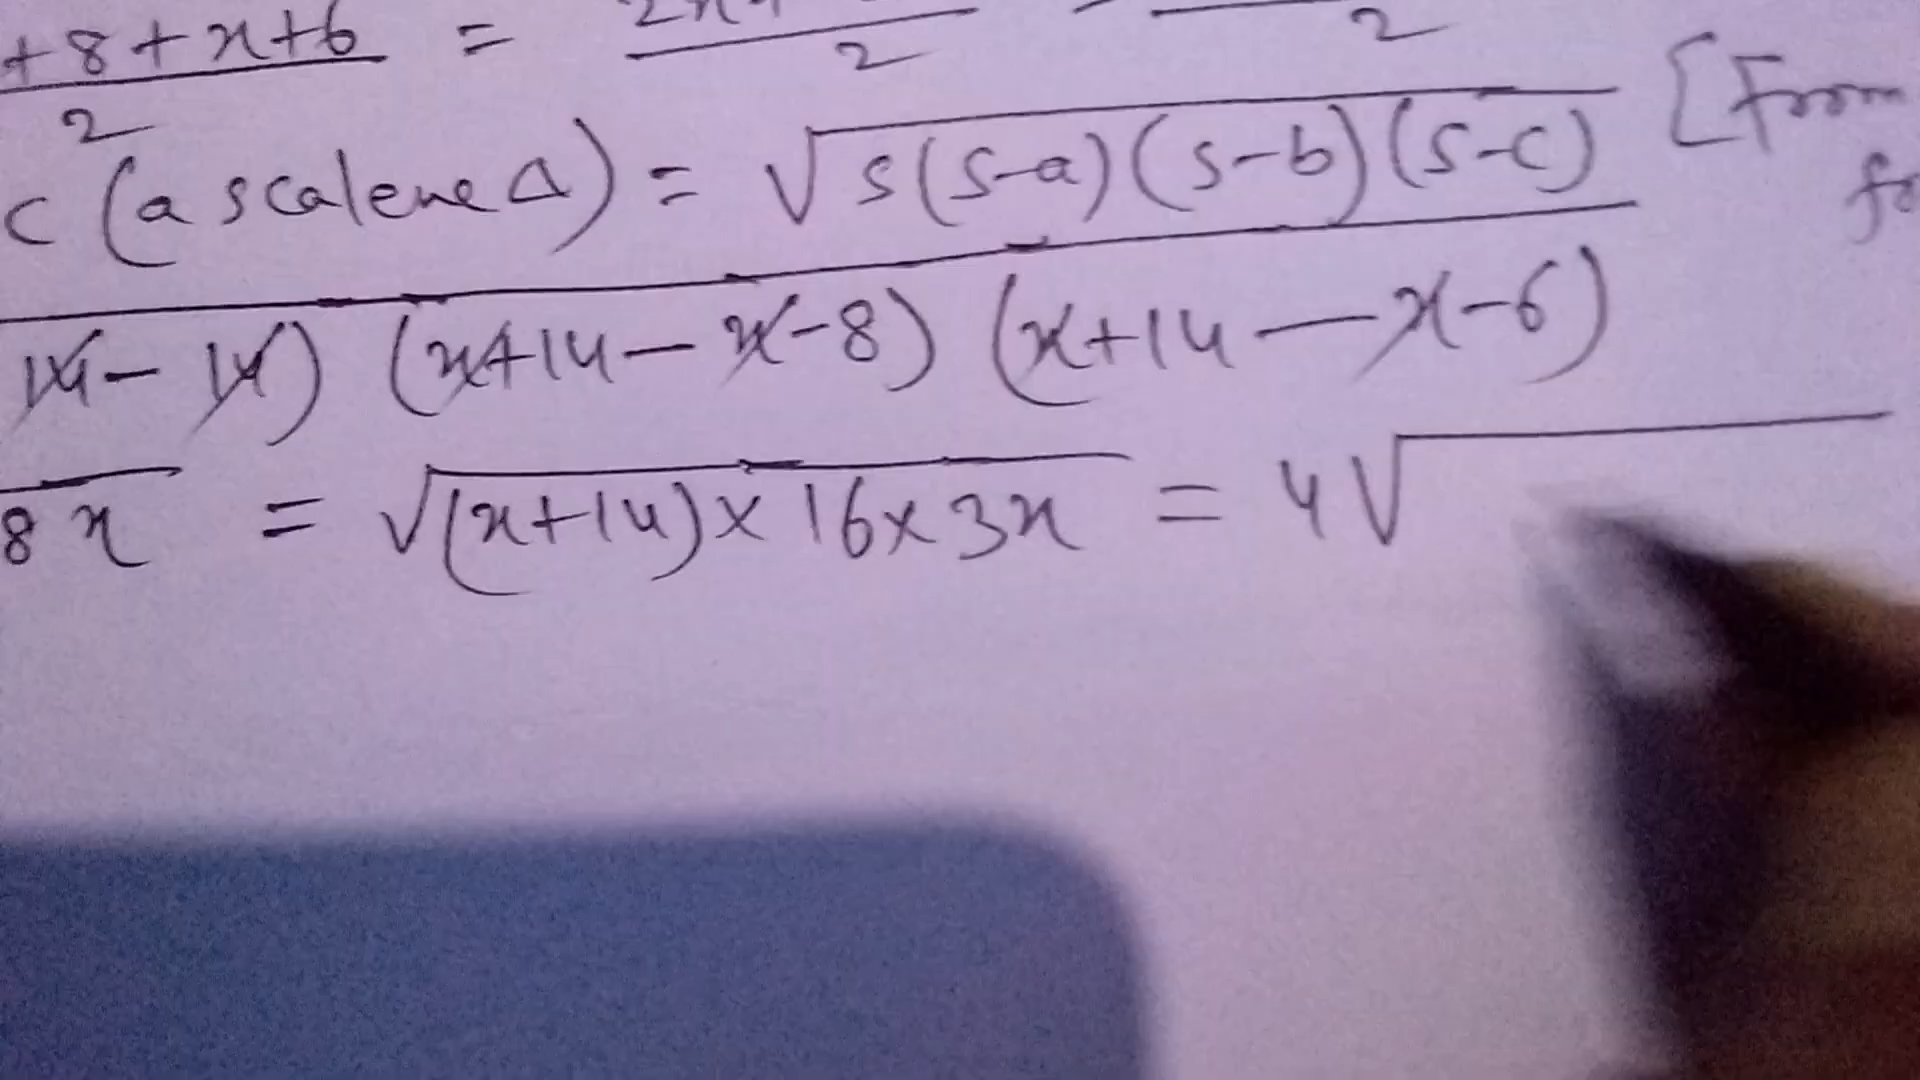 +8+x+6 / 2 = 2x+ / 2 = / 2
c (a scalene Δ) = √s(s-a)(s-b)(s-c) [From
14 - 14) (x+14 - x-8) (x+14 - x-6)
8x = √(x+14)×16×3x = 4√